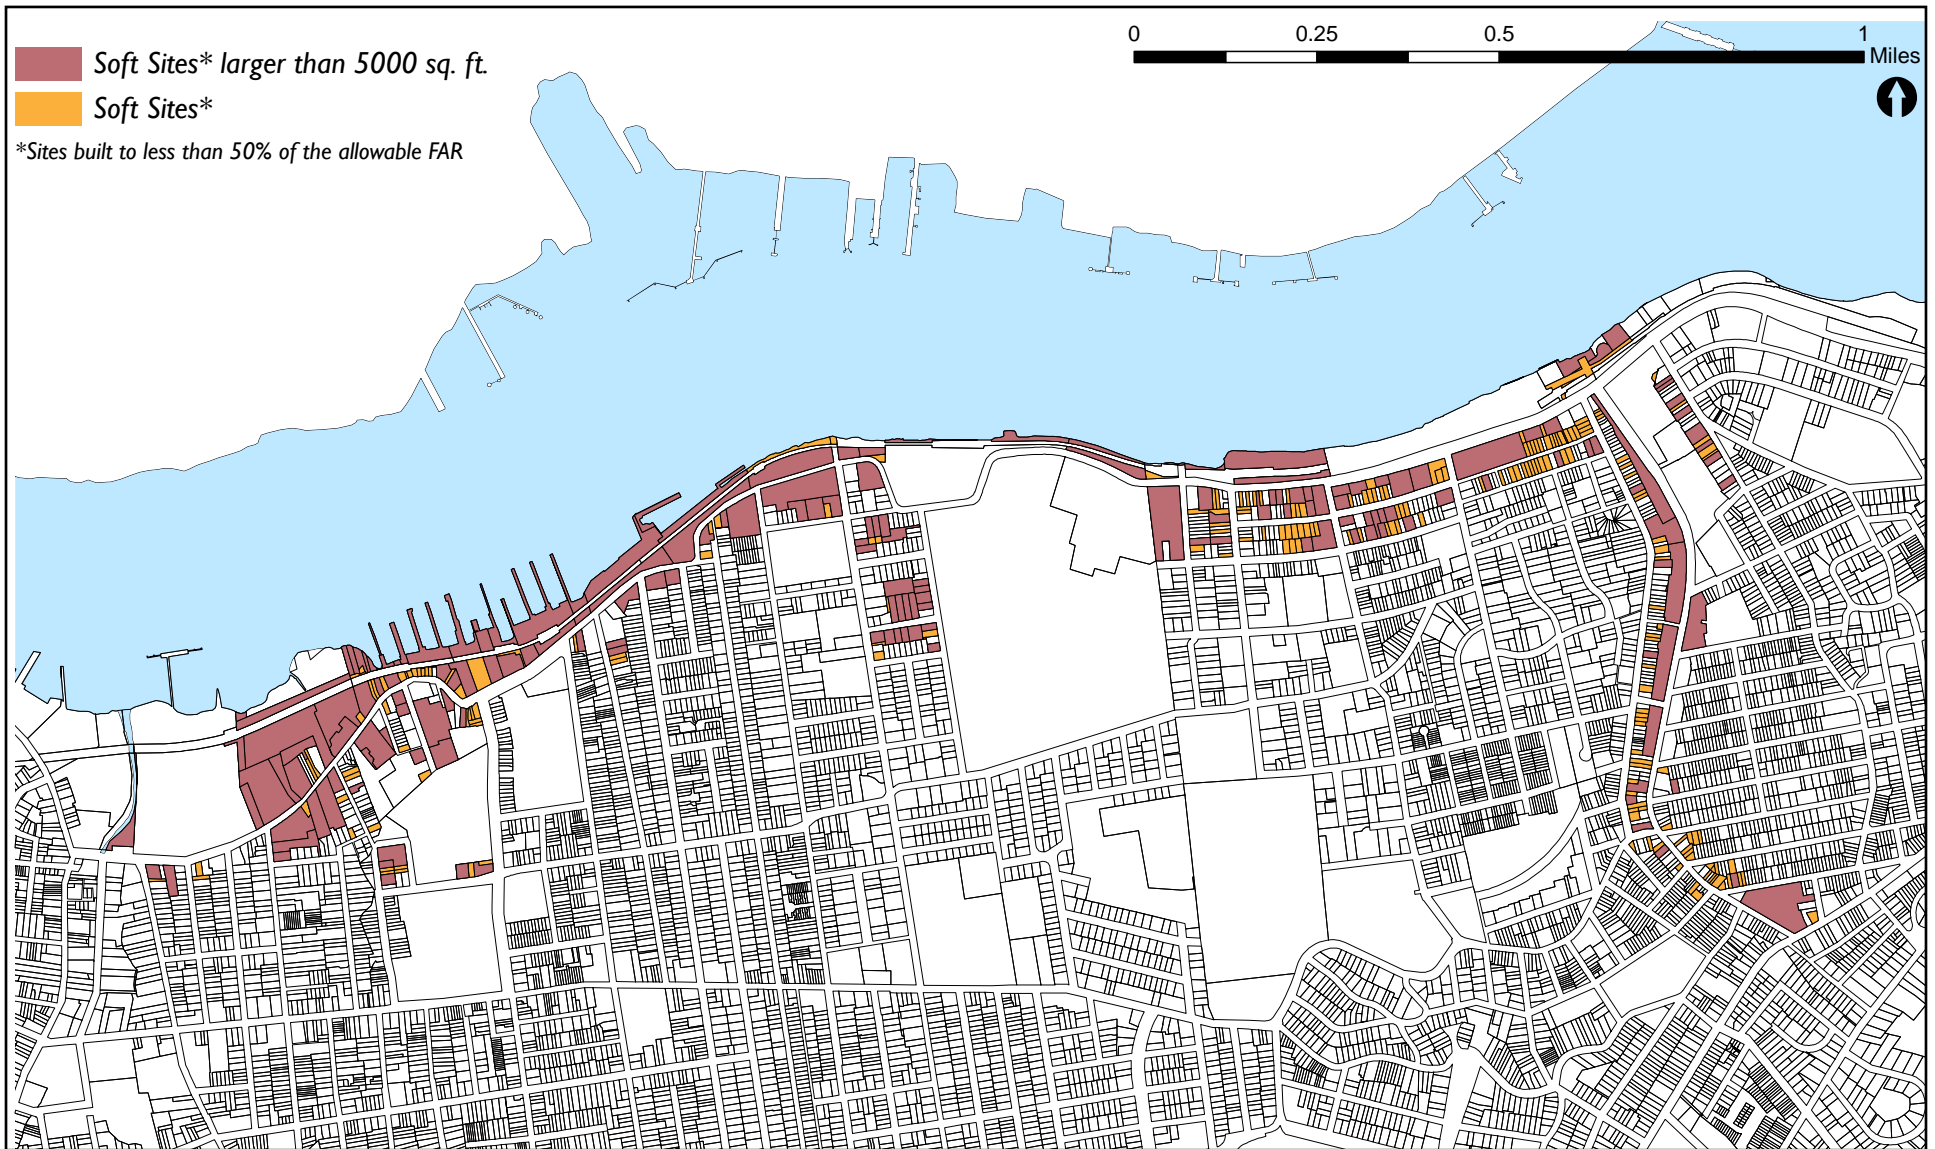 0 0.25 0.5 1
Miles
Soft Sites* larger than 5000 sq. ft.
Soft Sites*
*Sites built to less than 50% of the allowable FAR